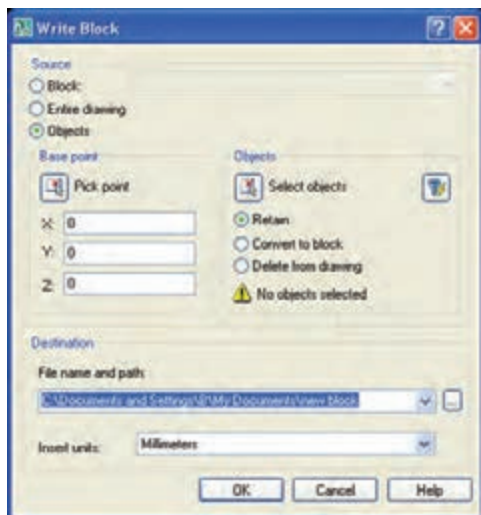 Write Block
Source
Block:
Entire drawing
Objects
Base point
Pick point
X: 0
Y: 0
Z: 0
Objects
Select objects
Retain
Convert to block
Delete from drawing
No objects selected
Destination
File name and path:
C:\Documents and Settings\B\My Documents\new block
...
Insert units: Millimeters
OK Cancel Help